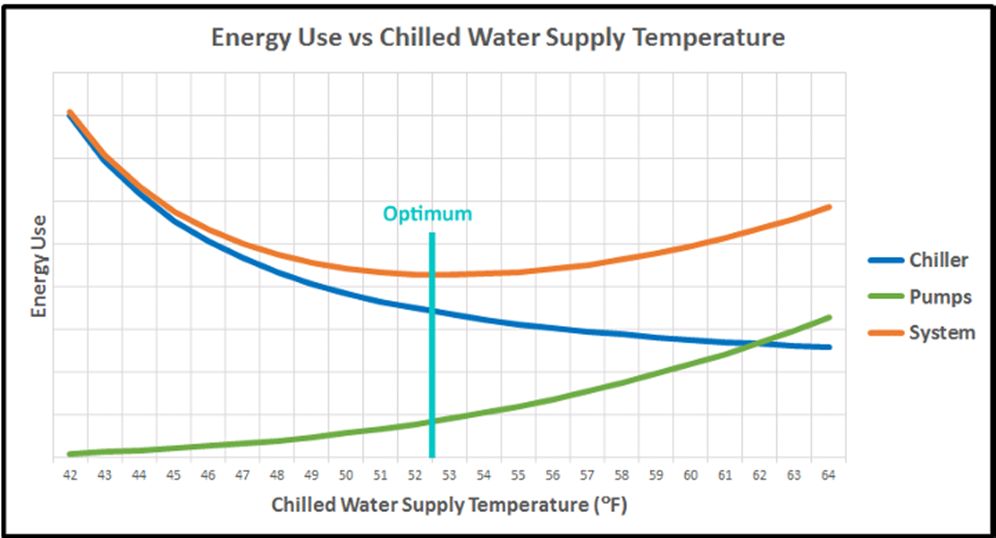 Energy Use vs Chilled Water Supply Temperature
Optimum
Energy Use
Chiller
Pumps
System
42 43 44 45 46 47 48 49 50 51 52 53 54 55 56 57 58 59 60 61 62 63 64
Chilled Water Supply Temperature (°F)